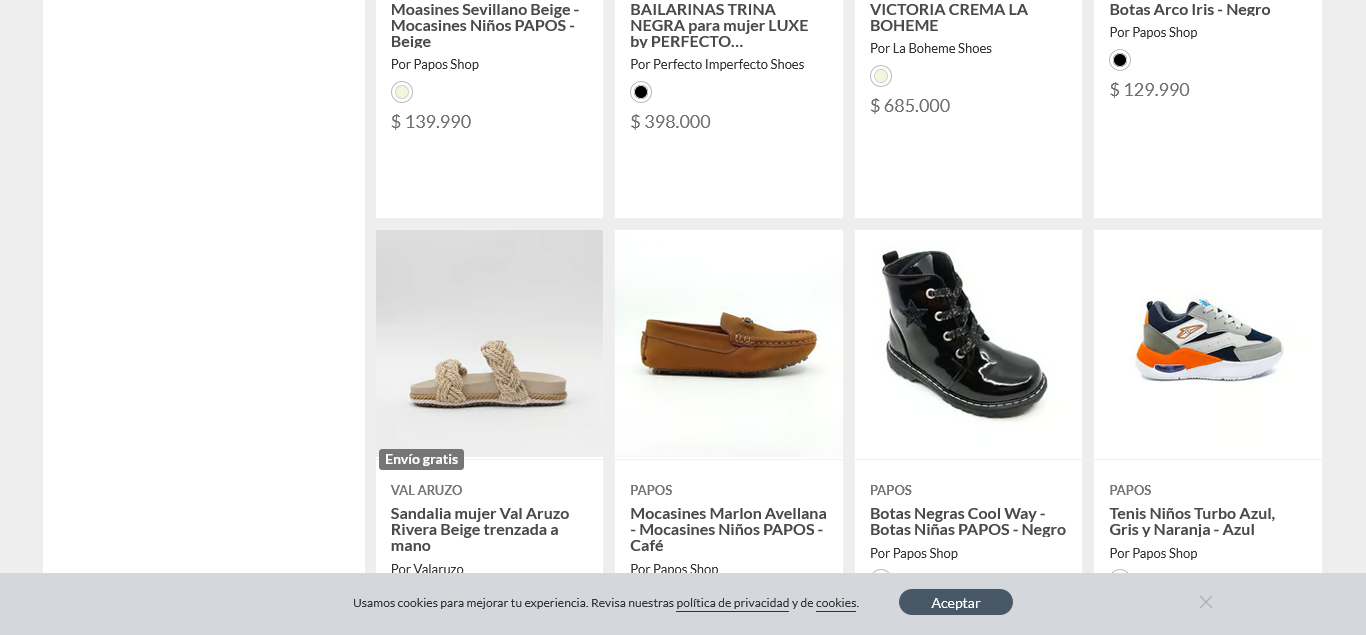 Moasines Sevillano Beige -
Mocasines Niños PAPOS -
Beige
Por Papos Shop
$ 139.990
BAILARINAS TRINA
NEGRA para mujer LUXE
by PERFECTO...
Por Perfecto Imperfecto Shoes
$ 398.000
VICTORIA CREMA LA
BOHEME
Por La Boheme Shoes
$ 685.000
Botas Arco Iris - Negro
Por Papos Shop
$ 129.990
Envío gratis
VAL ARUZO
Sandalia mujer Val Aruzo
Rivera Beige trenzada a
mano
Por Valaruzo
PAPOS
Mocasines Marlon Avellana
- Mocasines Niños PAPOS -
Café
Por Papos Shop
PAPOS
Botas Negras Cool Way -
Botas Niñas PAPOS - Negro
Por Papos Shop
PAPOS
Tenis Niños Turbo Azul,
Gris y Naranja - Azul
Por Papos Shop
Usamos cookies para mejorar tu experiencia. Revisa nuestras política de privacidad y de cookies.
Aceptar